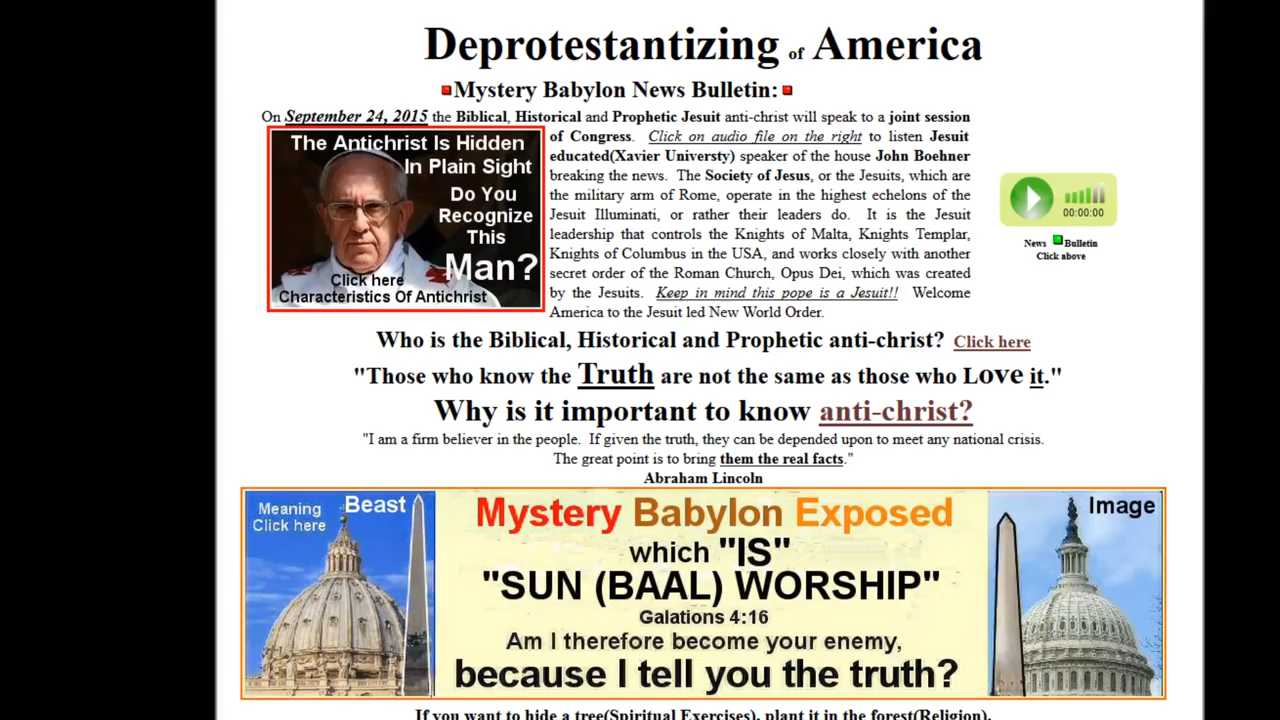 Deprotestantizing of America
Mystery Babylon News Bulletin:
On September 24, 2015 the Biblical, Historical and Prophetic Jesuit anti-christ will speak to a joint session
The Antichrist Is Hidden
In Plain Sight
Do You
Recognize
This
Man?
Click here
Characteristics Of Antichrist
of Congress. Click on audio file on the right to listen Jesuit
educated(Xavier Universty) speaker of the house John Boehner
breaking the news. The Society of Jesus, or the Jesuits, which are
the military arm of Rome, operate in the highest echelons of the
Jesuit Illuminati, or rather their leaders do. It is the Jesuit
leadership that controls the Knights of Malta, Knights Templar,
Knights of Columbus in the USA, and works closely with another
secret order of the Roman Church, Opus Dei, which was created
by the Jesuits. Keep in mind this pope is a Jesuit!! Welcome
America to the Jesuit led New World Order.
00:00:00
News Bulletin
Click above
Who is the Biblical, Historical and Prophetic anti-christ? Click here
"Those who know the Truth are not the same as those who Love it."
Why is it important to know anti-christ?
"I am a firm believer in the people. If given the truth, they can be depended upon to meet any national crisis.
The great point is to bring them the real facts."
Abraham Lincoln
Meaning
Click here
Beast
Mystery Babylon Exposed
which "IS"
"SUN (BAAL) WORSHIP"
Galations 4:16
Am I therefore become your enemy,
because I tell you the truth?
Image
If you want to hide a tree(Spiritual Exercises), plant it in the forest(Religion).